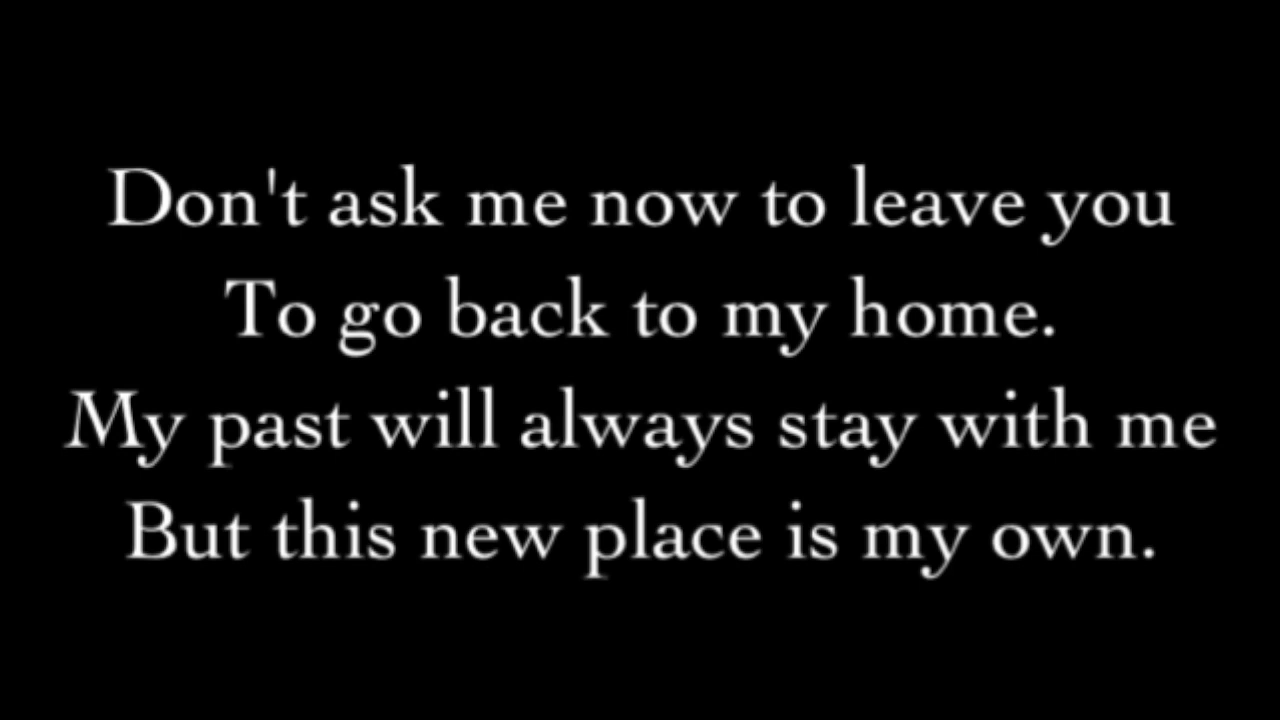 Don't ask me now to leave you
To go back to my home.
My past will always stay with me
But this new place is my own.